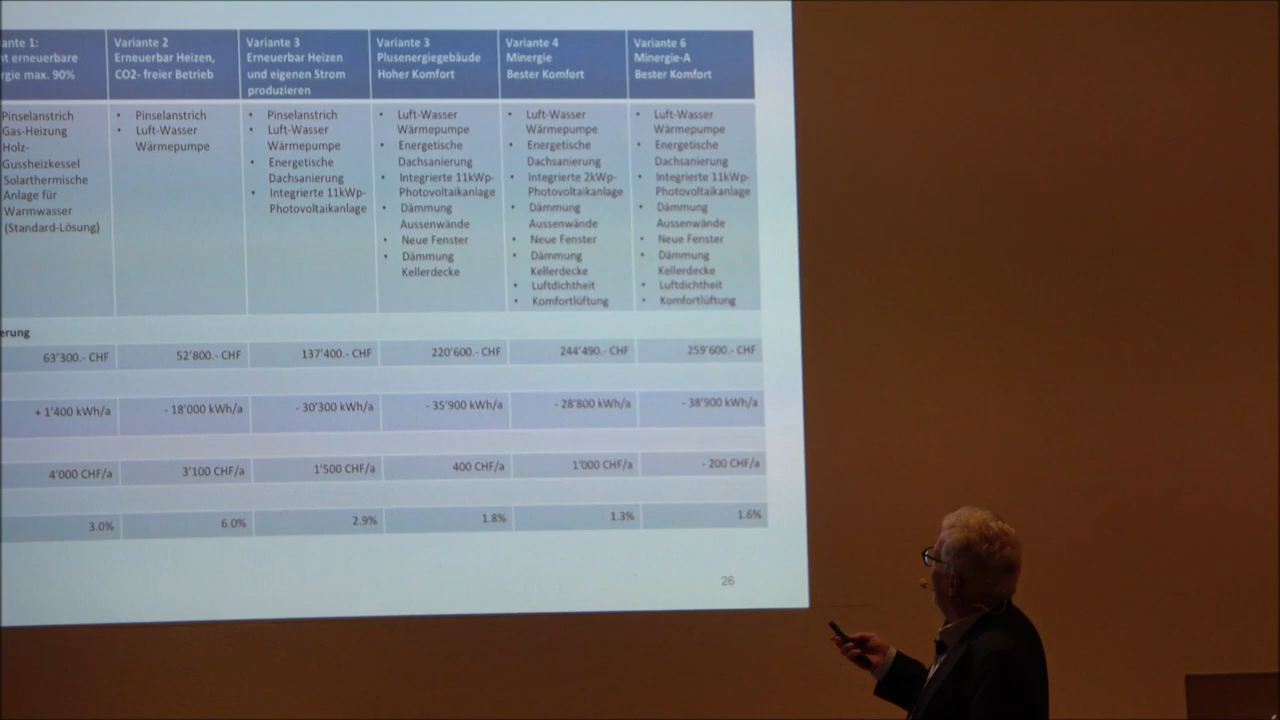 ante 1:
nt erneuerbare
rgie max. 90%
Variante 2
Erneuerbar Heizen,
CO2- freier Betrieb
Variante 3
Erneuerbar Heizen
und eigenen Strom
produzieren
Variante 3
Plusenergiegebäude
Hoher Komfort
Variante 4
Minergie
Bester Komfort
Variante 6
Minergie-A
Bester Komfort
Pinselanstrich
Gas-Heizung
Holz-
Gussheizkessel
Solarthermische
Anlage für
Warmwasser
(Standard-Lösung)
• Pinselanstrich
• Luft-Wasser
Wärmepumpe
• Pinselanstrich
• Luft-Wasser
Wärmepumpe
• Energetische
Dachsanierung
• Integrierte 11kWp-
Photovoltaikanlage
• Luft-Wasser
Wärmepumpe
• Energetische
Dachsanierung
• Integrierte 11kWp-
Photovoltaikanlage
• Dämmung
Aussenwände
• Neue Fenster
• Dämmung
Kellerdecke
• Luft-Wasser
Wärmepumpe
• Energetische
Dachsanierung
• Integrierte 2kWp-
Photovoltaikanlage
• Dämmung
Aussenwände
• Neue Fenster
• Dämmung
Kellerdecke
• Luftdichtheit
• Komfortlüftung
• Luft-Wasser
Wärmepumpe
• Energetische
Dachsanierung
• Integrierte 11kWp-
Photovoltaikanlage
• Dämmung
Aussenwände
• Neue Fenster
• Dämmung
Kellerdecke
• Luftdichtheit
• Komfortlüftung
erung
63'300.- CHF 52'800.- CHF 137'400.- CHF 220'600.- CHF 244'490.- CHF 259'600.- CHF
+ 1'400 kWh/a - 18'000 kWh/a - 30'300 kWh/a - 35'900 kWh/a - 28'800 kWh/a - 38'900 kWh/a
4'000 CHF/a 3'100 CHF/a 1'500 CHF/a 400 CHF/a 1'000 CHF/a - 200 CHF/a
3.0% 6.0% 2.9% 1.8% 1.3% 1.6%
26